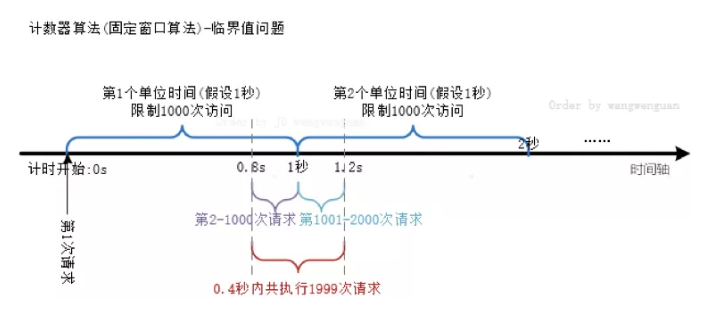 计数器算法(固定窗口算法)-临界值问题
第1个单位时间(假设1秒)
限制1000次访问
第2个单位时间(假设1秒)
限制1000次访问
Order by wangwenguan
2秒
……
计时开始:0s
0.8s
1秒
1.2s
时间轴
第1次请求
第2-1000次请求
第1001-2000次请求
0.4秒内共执行1999次请求